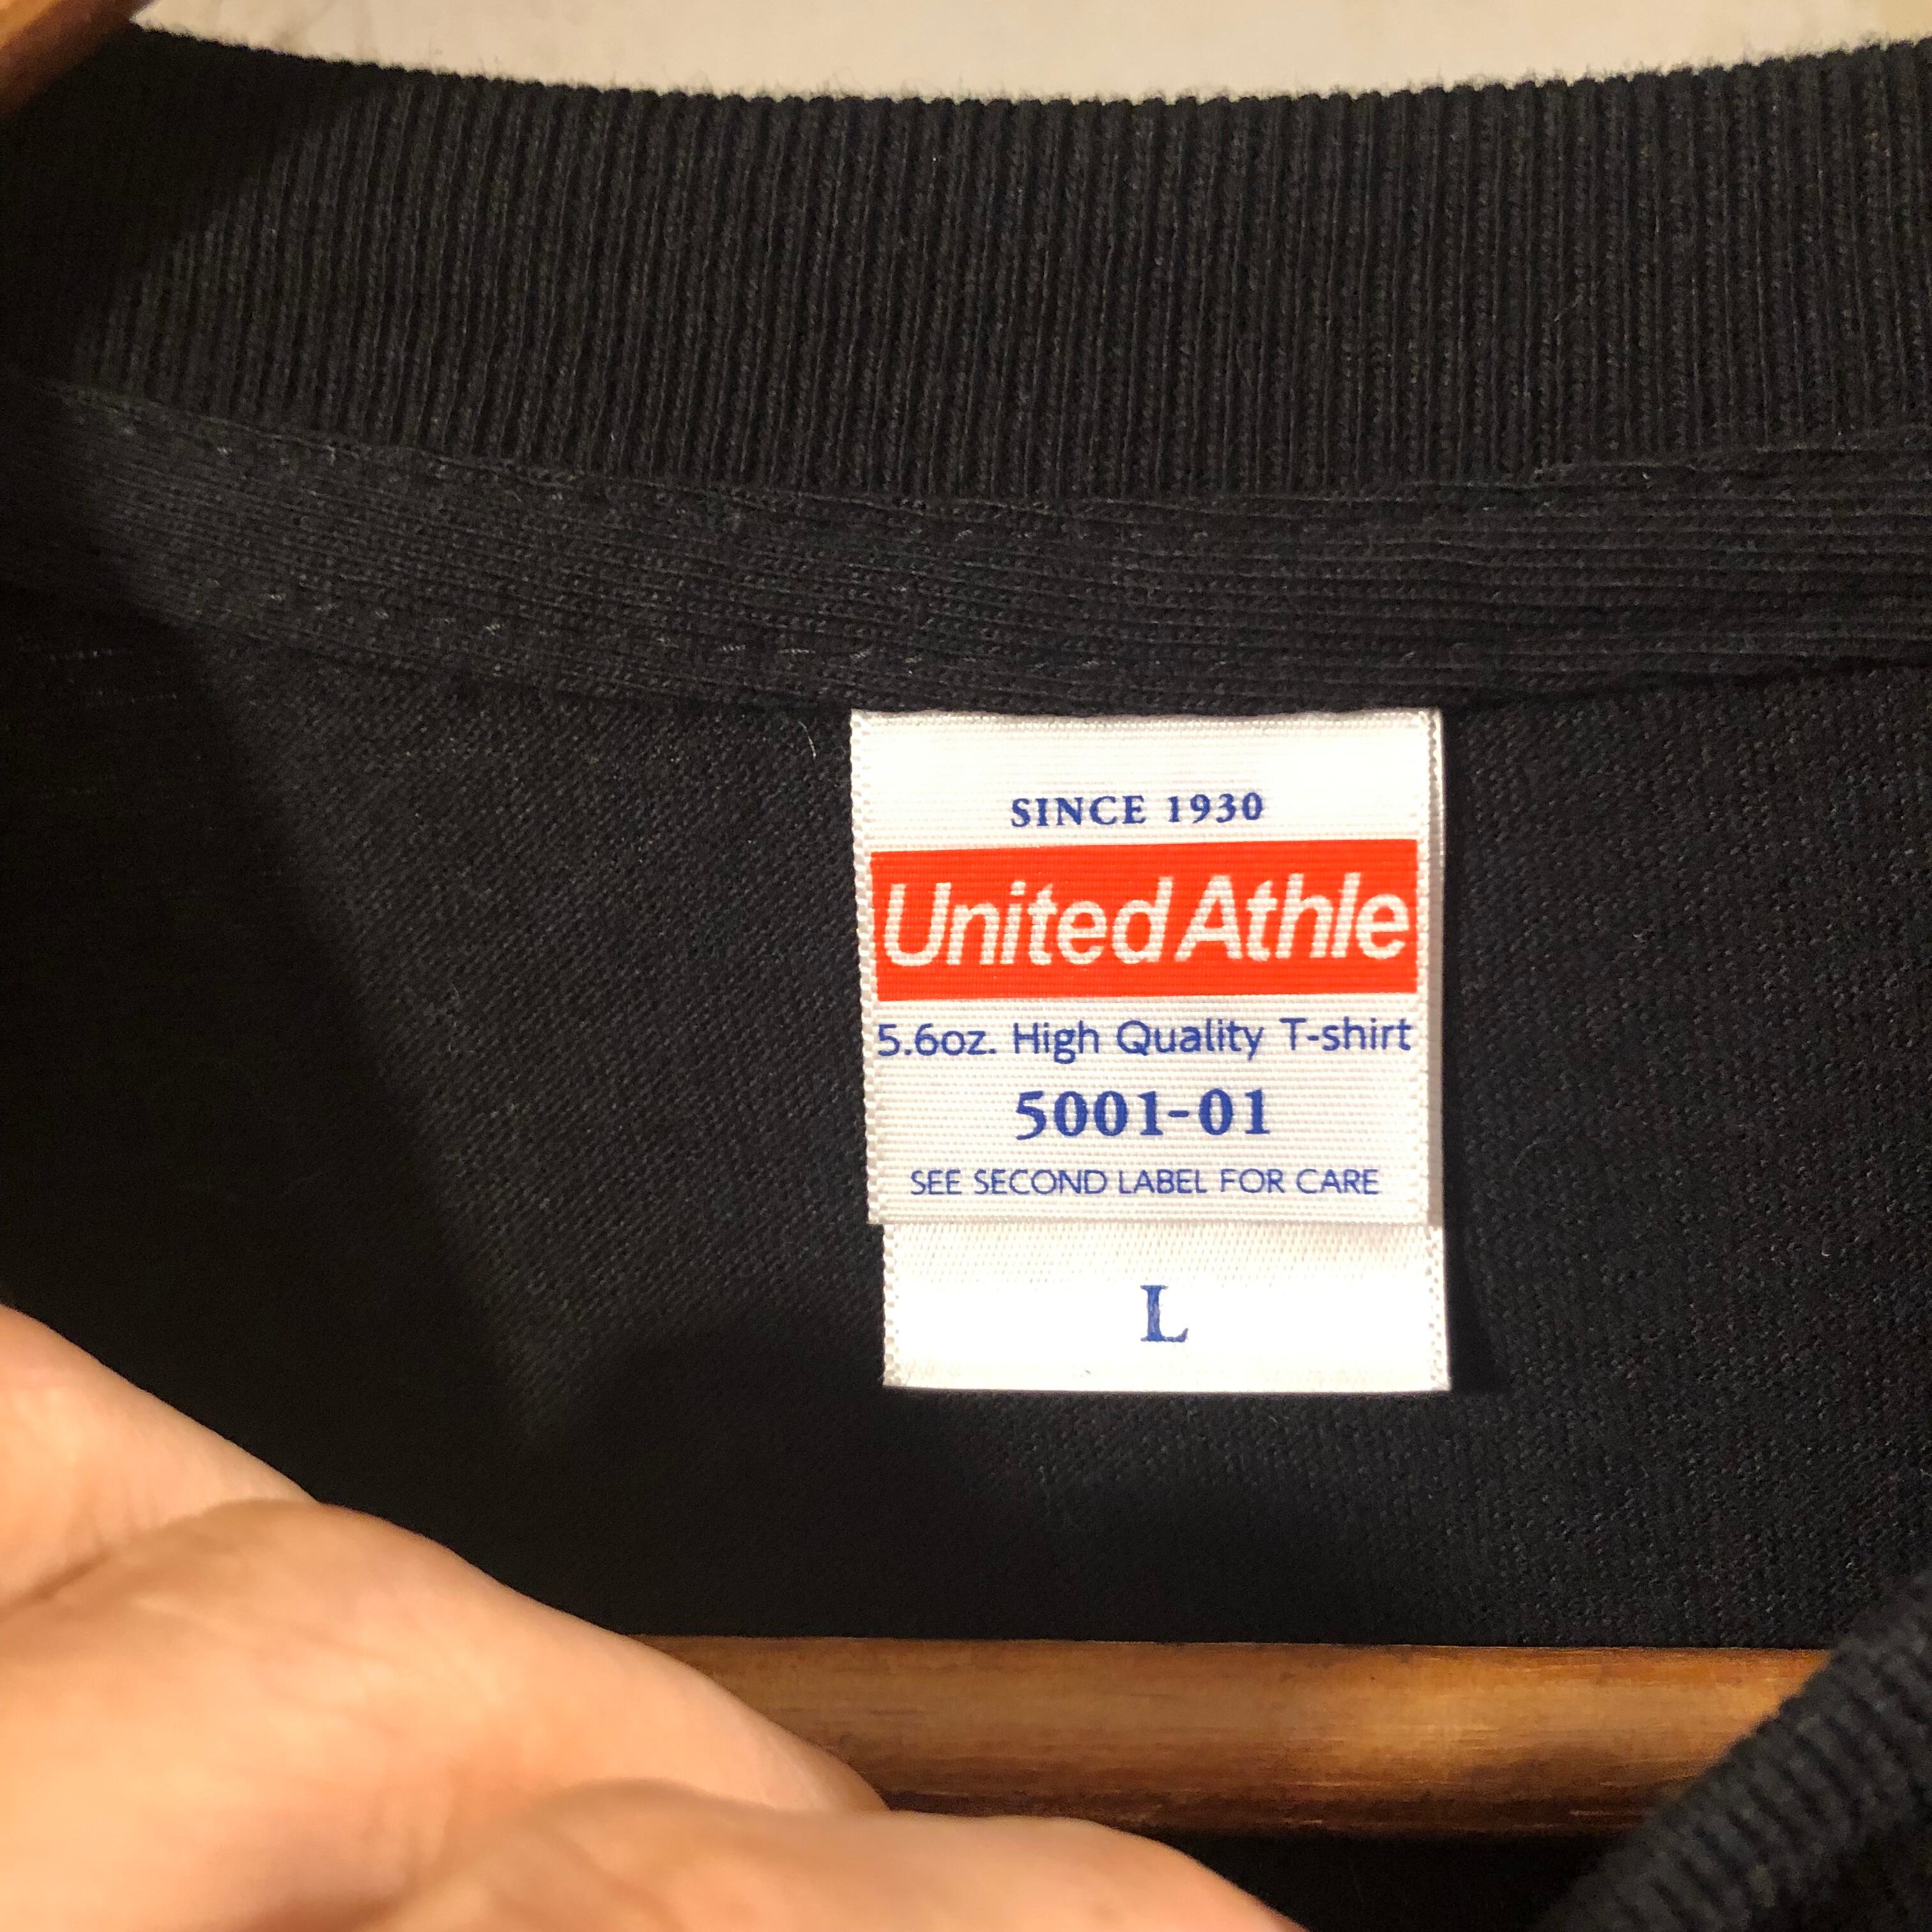 SINCE 1930
United Athle
5.6oz. High Quality T-shirt
5001-01
SEE SECOND LABEL FOR CARE
L